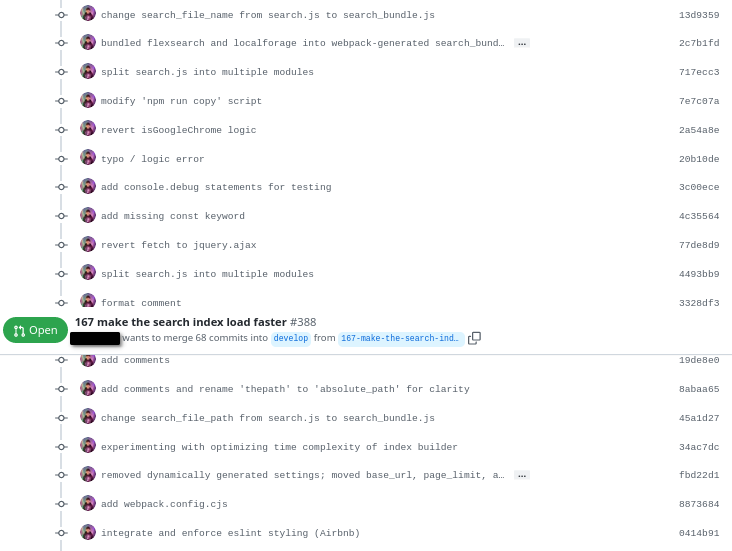 change search_file_name from search.js to search_bundle.js 13d9359
bundled flexsearch and localforage into webpack-generated search_bund… ... 2c7b1fd
split search.js into multiple modules 717ecc3
modify 'npm run copy' script 7e7c07a
revert isGoogleChrome logic 2a54a8e
typo / logic error 20b10de
add console.debug statements for testing 3c00ece
add missing const keyword 4c35564
revert fetch to jquery.ajax 77de8d9
split search.js into multiple modules 4493bb9
format comment 3328df3
Open 167 make the search index load faster #388
wants to merge 68 commits into develop from 167-make-the-search-ind…
add comments 19de8e0
add comments and rename 'thepath' to 'absolute_path' for clarity 8abaa65
change search_file_path from search.js to search_bundle.js 45a1d27
experimenting with optimizing time complexity of index builder 34ac7dc
removed dynamically generated settings; moved base_url, page_limit, a… ... fbd22d1
add webpack.config.cjs 8873684
integrate and enforce eslint styling (Airbnb) 0414b91